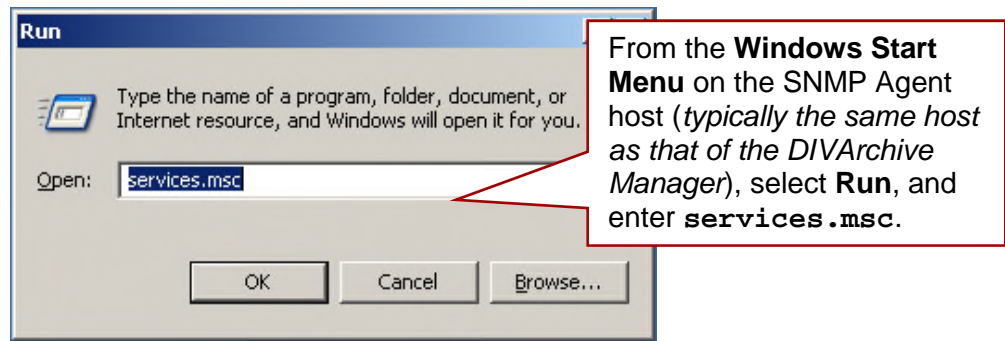 Run
Type the name of a program, folder, document, or
Internet resource, and Windows will open it for you.
Open: services.msc
OK Cancel Browse...
From the Windows Start
Menu on the SNMP Agent
host (typically the same host
as that of the DIVArchive
Manager), select Run, and
enter services.msc.